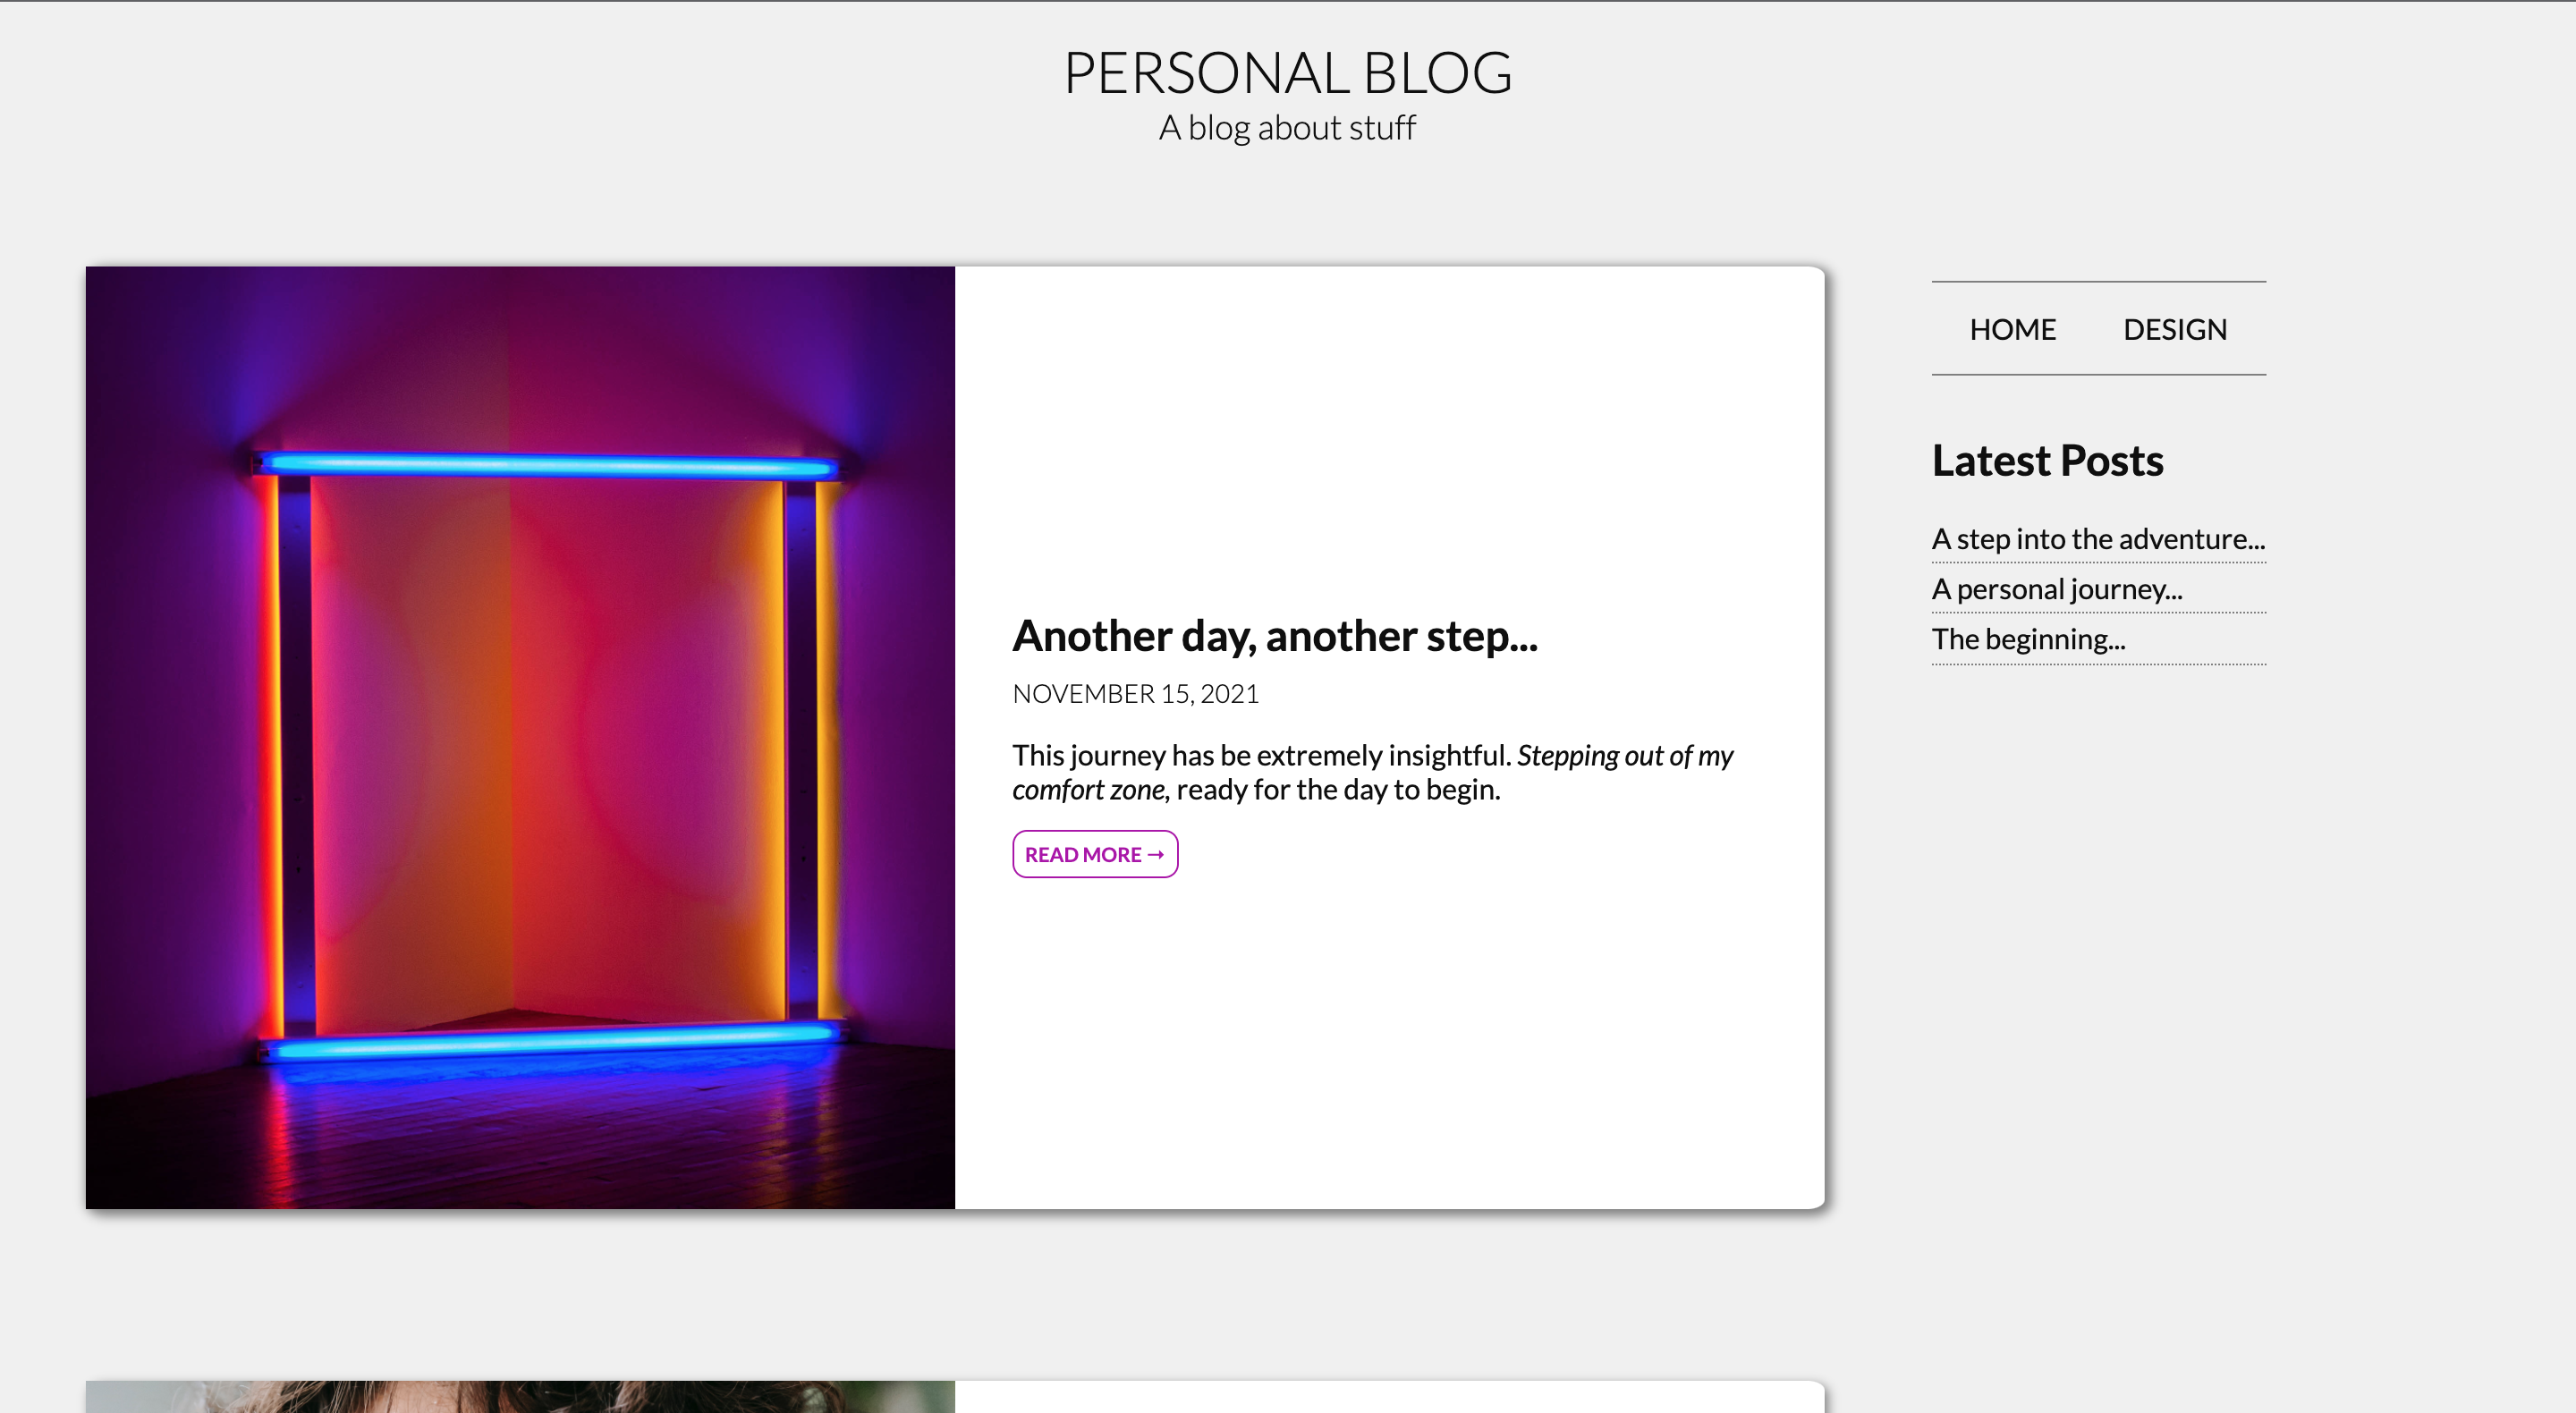 PERSONAL BLOG
A blog about stuff
Another day, another step...
NOVEMBER 15, 2021
This journey has be extremely insightful. Stepping out of my
comfort zone, ready for the day to begin.
READ MORE →
HOME DESIGN
Latest Posts
A step into the adventure...
A personal journey...
The beginning...